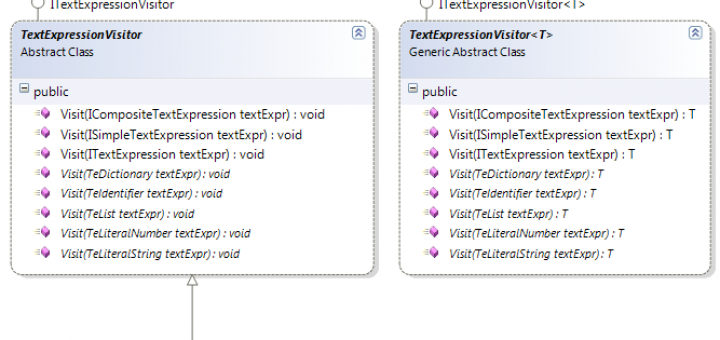 ITextExpressionVisitor
TextExpressionVisitor
Abstract Class
public
Visit(ICompositeTextExpression textExpr) : void
Visit(ISimpleTextExpression textExpr) : void
Visit(ITextExpression textExpr) : void
Visit(TeDictionary textExpr) : void
Visit(TeIdentifier textExpr) : void
Visit(TeList textExpr) : void
Visit(TeLiteralNumber textExpr) : void
Visit(TeLiteralString textExpr) : void
ITextExpressionVisitor<T>
TextExpressionVisitor<T>
Generic Abstract Class
public
Visit(ICompositeTextExpression textExpr) : T
Visit(ISimpleTextExpression textExpr) : T
Visit(ITextExpression textExpr) : T
Visit(TeDictionary textExpr) : T
Visit(TeIdentifier textExpr) : T
Visit(TeList textExpr) : T
Visit(TeLiteralNumber textExpr) : T
Visit(TeLiteralString textExpr) : T